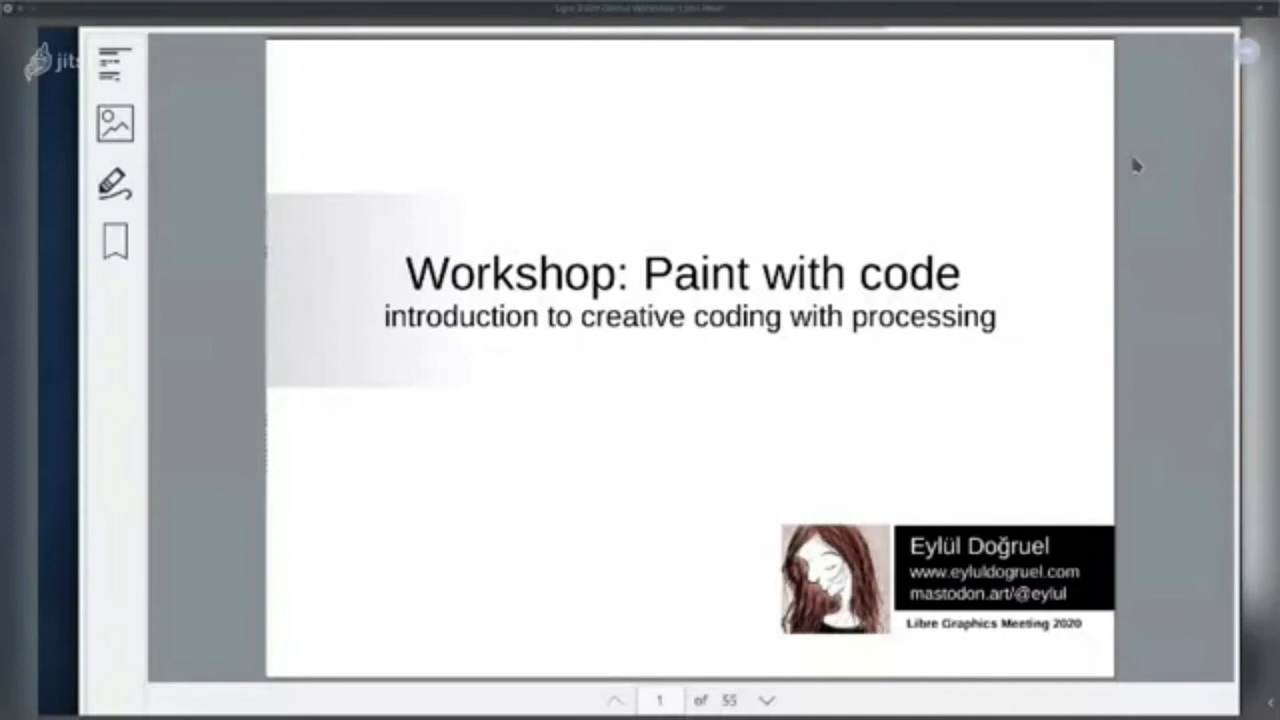 jits
Workshop: Paint with code
introduction to creative coding with processing
Eylül Doğruel
www.eyluldogruel.com
mastodon.art/@eylul
Libre Graphics Meeting 2020
1 of 55